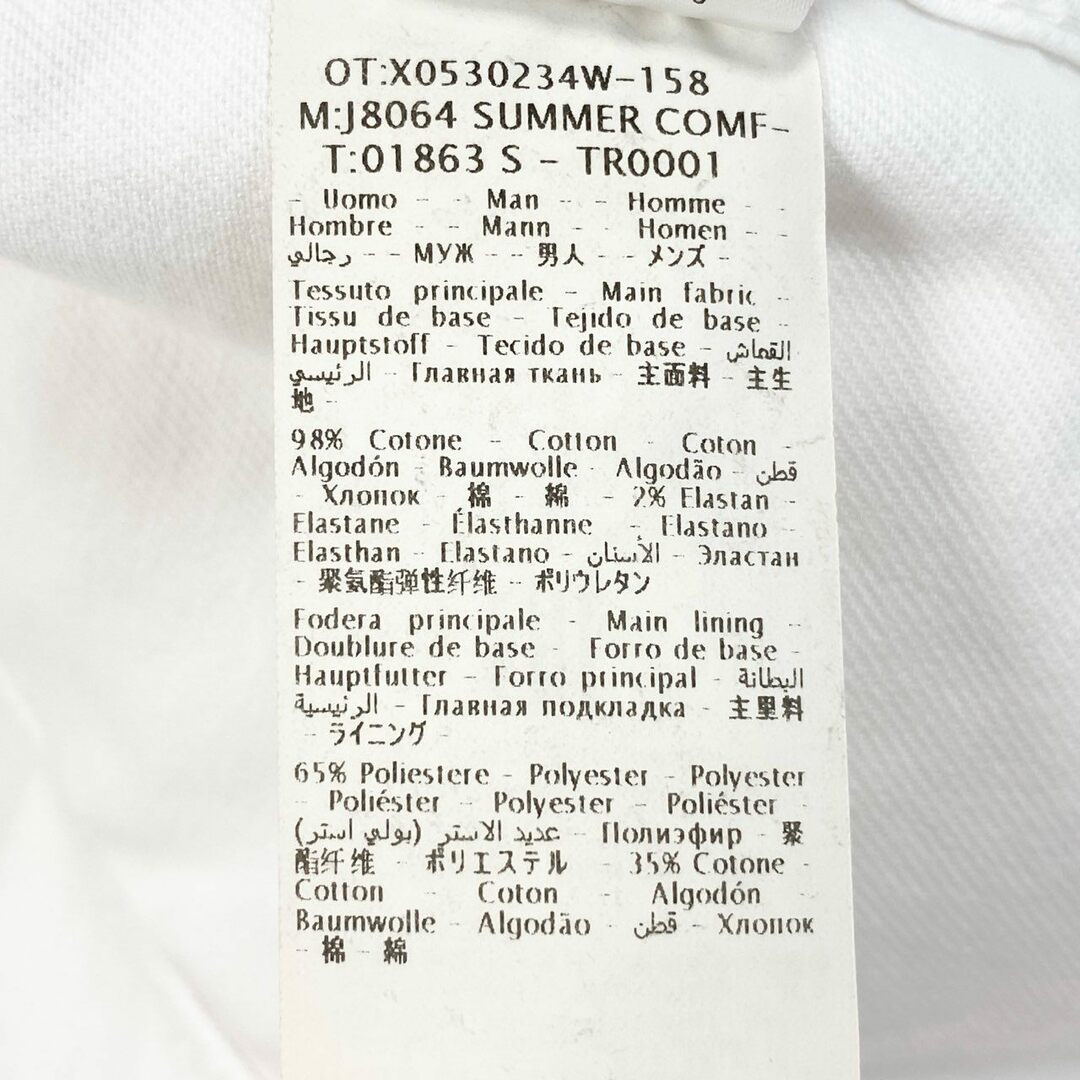 OT:X0530234W-158
M:J8064 SUMMER COMF-
T:01863 S - TR0001
- Uomo - - Man - - Homme - -
Hombre - - Mann - - Homen - -
رجالي - - МУЖ - - 男人 - - メンズ -
Tessuto principale - Main fabric -
Tissu de base - Tejido de base -
Hauptstoff - Tecido de base - القماش
الرئيسي - Главная ткань - 主面料 - 主生
地 -
98% Cotone - Cotton - Coton -
Algodón - Baumwolle - Algodão - قطن
- Хлопок - 棉 - 綿 - 2% Elastan -
Elastane - Élasthanne - Elastano -
Elasthan - Elastano - الاسنان - Эластан
- 聚氨酯弹性纤维 - ポリウレタン
Fodera principale - Main lining -
Doublure de base - Forro de base -
Hauptfutter - Forro principal - البطانة
الرئيسية - Главная подкладка - 主里料
- ライニング -
65% Poliestere - Polyester - Polyester
- Poliéster - Polyester - Poliéster -
عديد الاستر (بولي استر) - Полиэфир - 聚
酯纤维 - ポリエステル - 35% Cotone -
Cotton - Coton - Algodón -
Baumwolle - Algodão - قطن - Хлопок
- 棉 - 綿